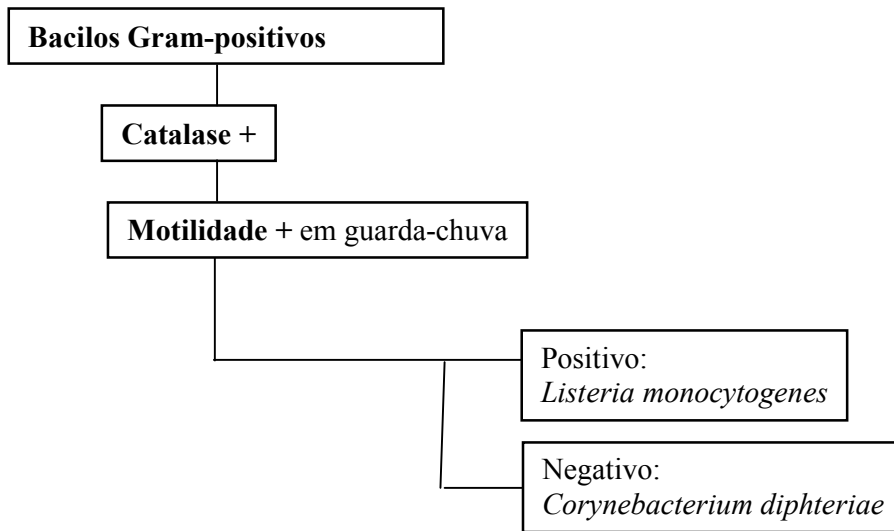 Bacilos Gram-positivos
Catalase +
Motilidade + em guarda-chuva
Positivo:
Listeria monocytogenes
Negativo:
Corynebacterium diphteriae